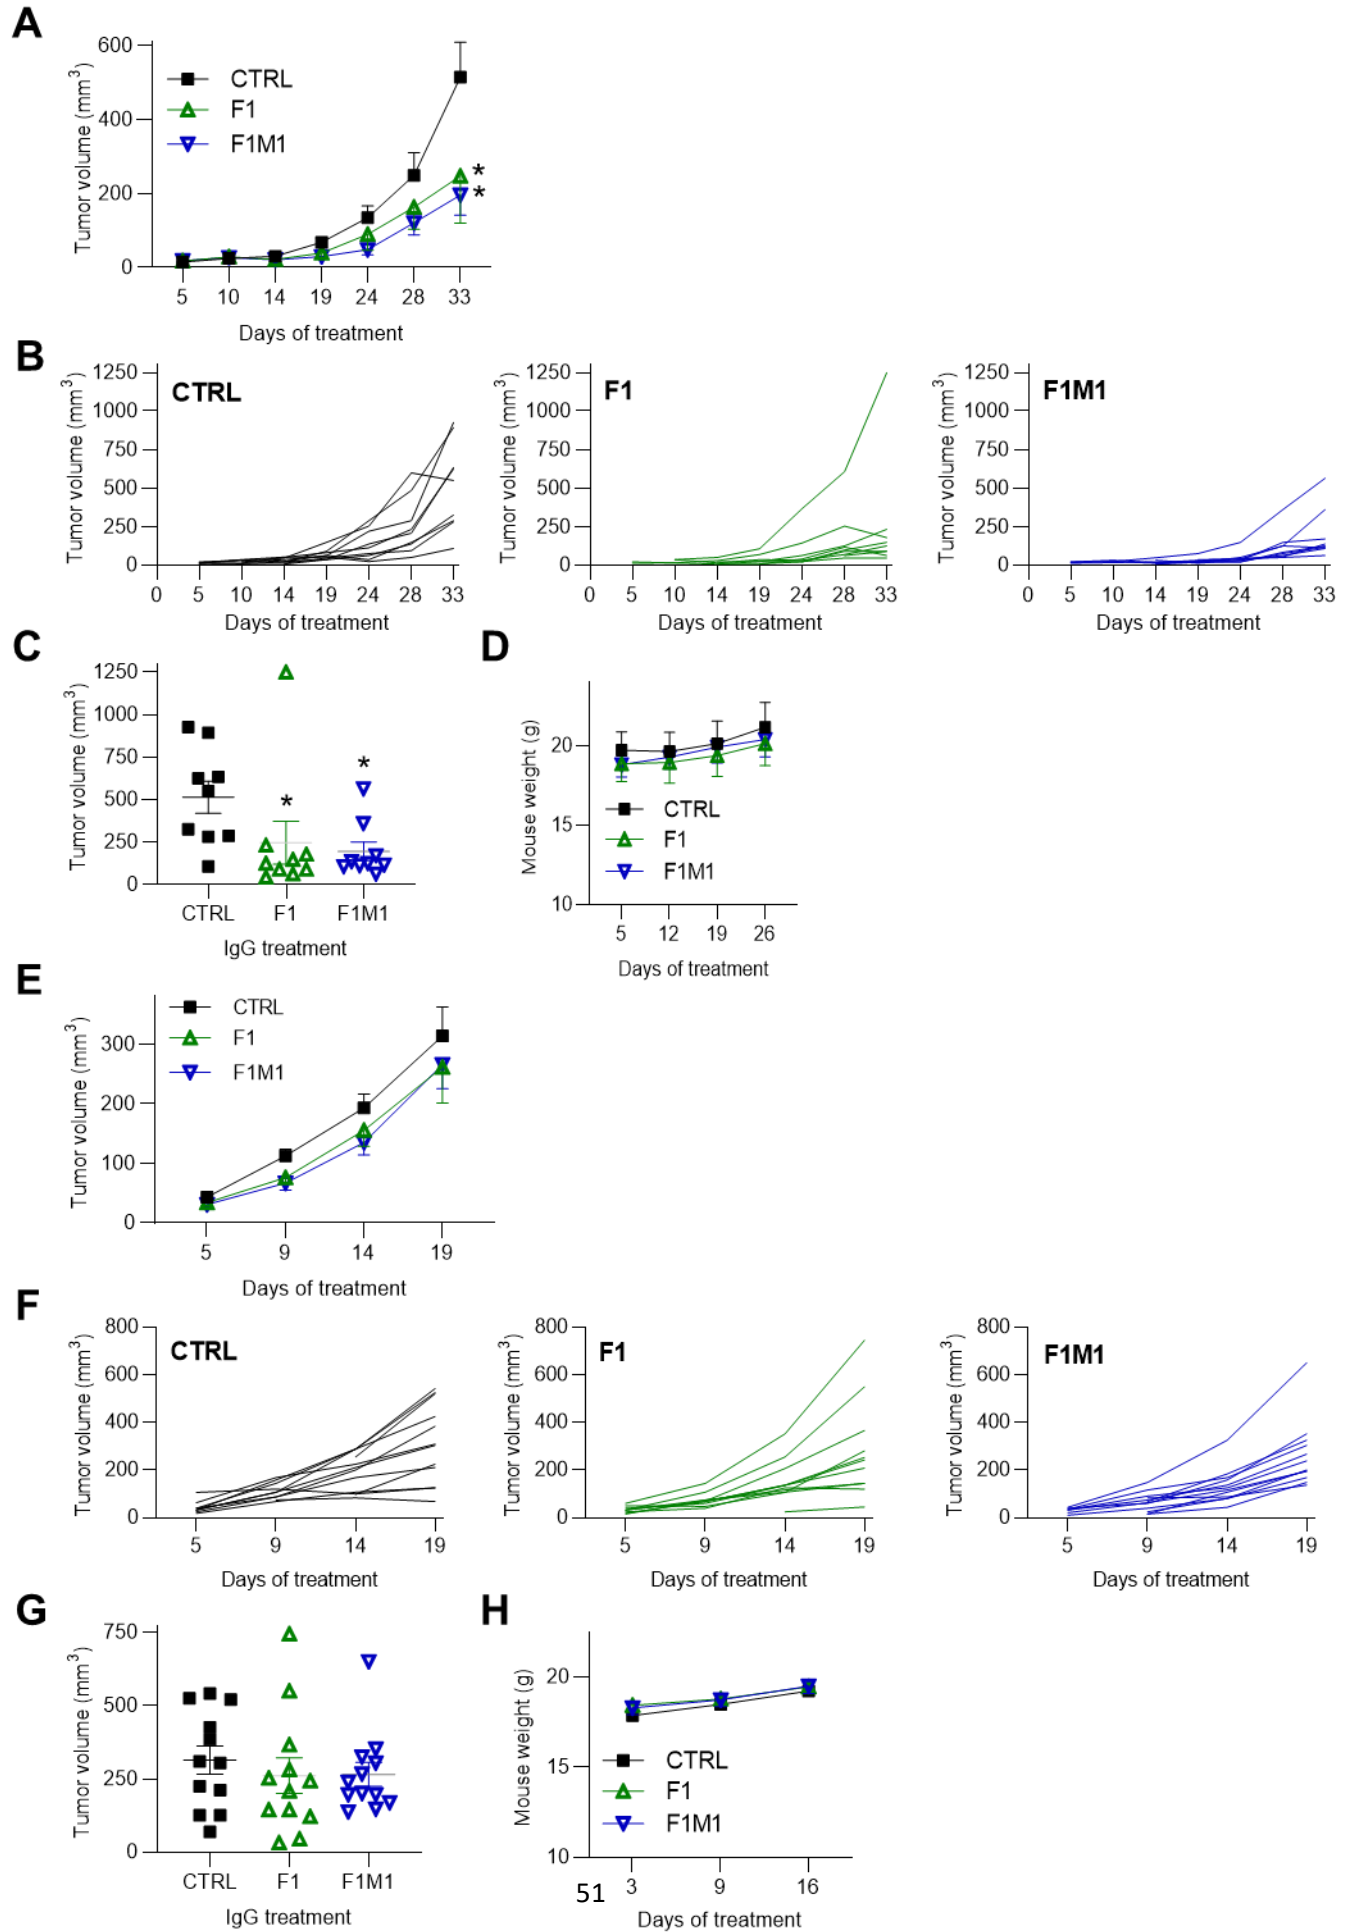 A
Tumor volume (mm³)
600
400
200
0
CTRL
F1
F1M1
*
*
5 10 14 19 24 28 33
Days of treatment
B
Tumor volume (mm³)
1250
1000
750
500
250
0
CTRL
0 5 10 14 19 24 28 33
Days of treatment
Tumor volume (mm³)
1250
1000
750
500
250
0
F1
0 5 10 14 19 24 28 33
Days of treatment
Tumor volume (mm³)
1250
1000
750
500
250
0
F1M1
0 5 10 14 19 24 28 33
Days of treatment
C
Tumor volume (mm³)
1250
1000
750
500
250
0
*
*
CTRL F1 F1M1
IgG treatment
D
Mouse weight (g)
20
15
10
CTRL
F1
F1M1
5 12 19 26
Days of treatment
E
Tumor volume (mm³)
300
200
100
0
CTRL
F1
F1M1
5 9 14 19
Days of treatment
F
Tumor volume (mm³)
800
600
400
200
0
CTRL
5 9 14 19
Days of treatment
Tumor volume (mm³)
800
600
400
200
0
F1
5 9 14 19
Days of treatment
Tumor volume (mm³)
800
600
400
200
0
F1M1
5 9 14 19
Days of treatment
G
Tumor volume (mm³)
750
500
250
0
CTRL F1 F1M1
IgG treatment
H
Mouse weight (g)
20
15
10
CTRL
F1
F1M1
3 9 16
Days of treatment
51